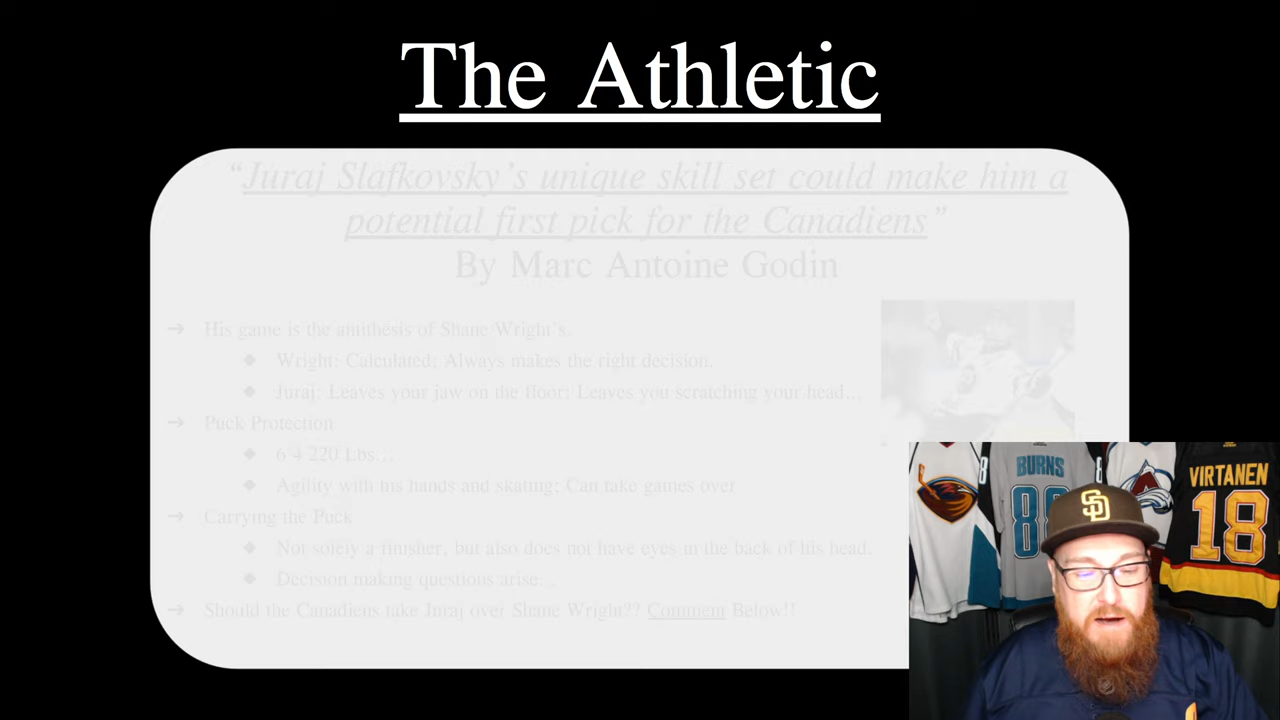 The Athletic
“Juraj Slafkovsky’s unique skill set could make him a
potential first pick for the Canadiens”
By Marc Antoine Godin
➔ His game is the antithesis of Shane Wright’s.
◆ Wright: Calculated; Always makes the right decision.
◆ Juraj: Leaves your jaw on the floor; Leaves you scratching your head...
➔ Puck Protection
◆ 6’4 220 Lbs...
◆ Agility with his hands and skating; Can take games over
➔ Carrying the Puck
◆ Not solely a finisher, but also does not have eyes in the back of his head.
◆ Decision making questions arise...
➔ Should the Canadiens take Juraj over Shane Wright?? Comment Below!!
BURNS
VIRTANEN
18
SD